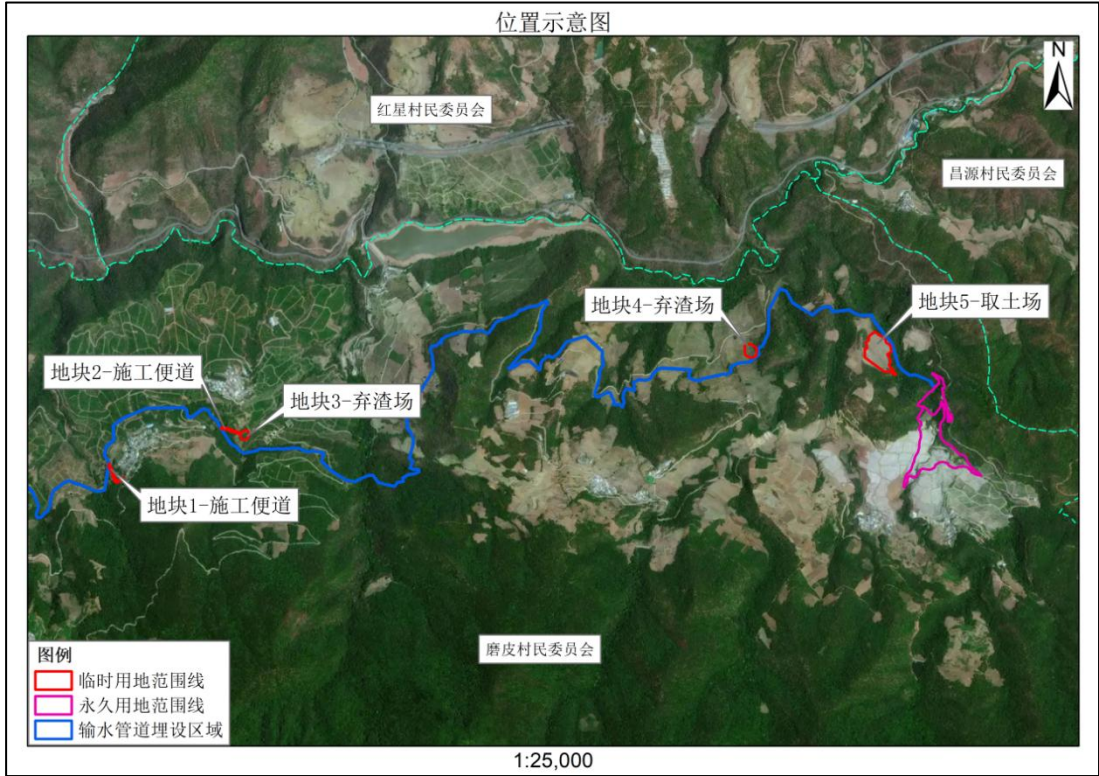 位置示意图
N
红星村民委员会
昌源村民委员会
地块4-弃渣场
地块5-取土场
地块2-施工便道
地块3-弃渣场
地块1-施工便道
磨皮村民委员会
图例
临时用地范围线
永久用地范围线
输水管道埋设区域
1:25,000